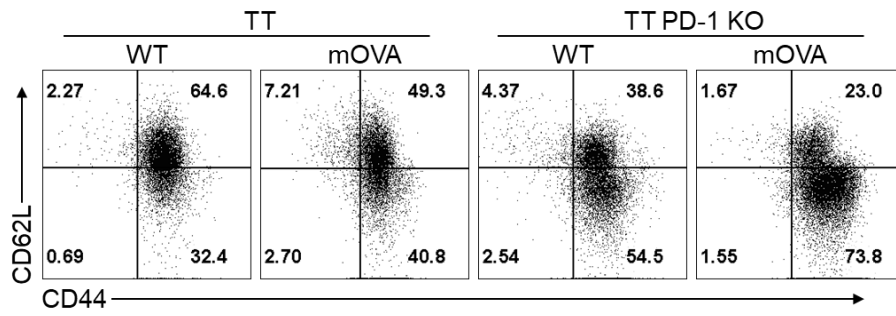 TT TT PD-1 KO
WT mOVA WT mOVA
2.27 64.6 7.21 49.3 4.37 38.6 1.67 23.0
CD62L
0.69 32.4 2.70 40.8 2.54 54.5 1.55 73.8
CD44